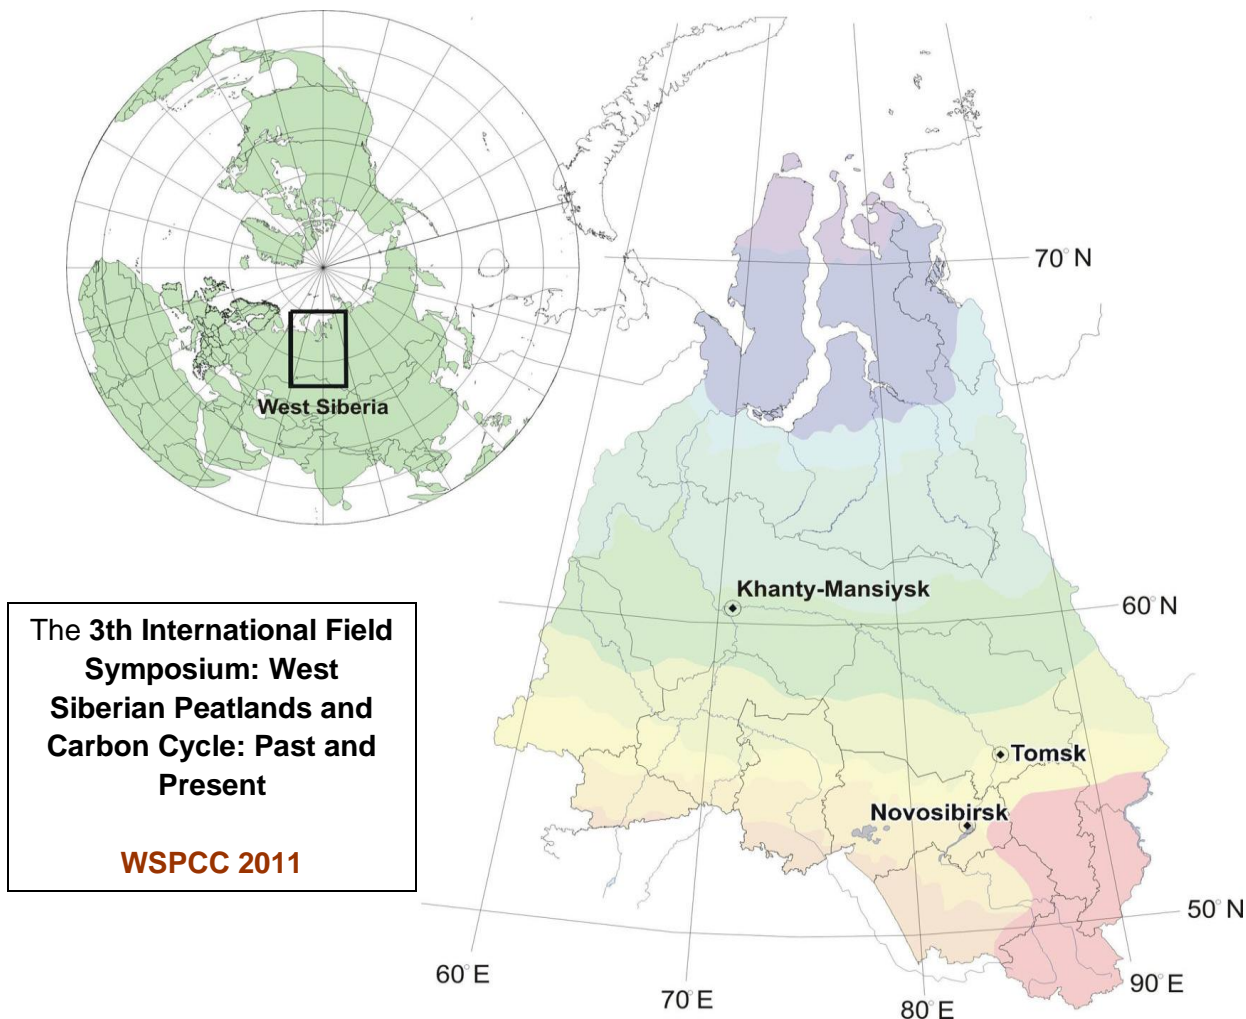 West Siberia
70° N
Khanty-Mansiysk
60° N
The 3th International Field
Symposium: West
Siberian Peatlands and
Carbon Cycle: Past and
Present
WSPCC 2011
Tomsk
Novosibirsk
50° N
60° E
70° E
80° E
90° E